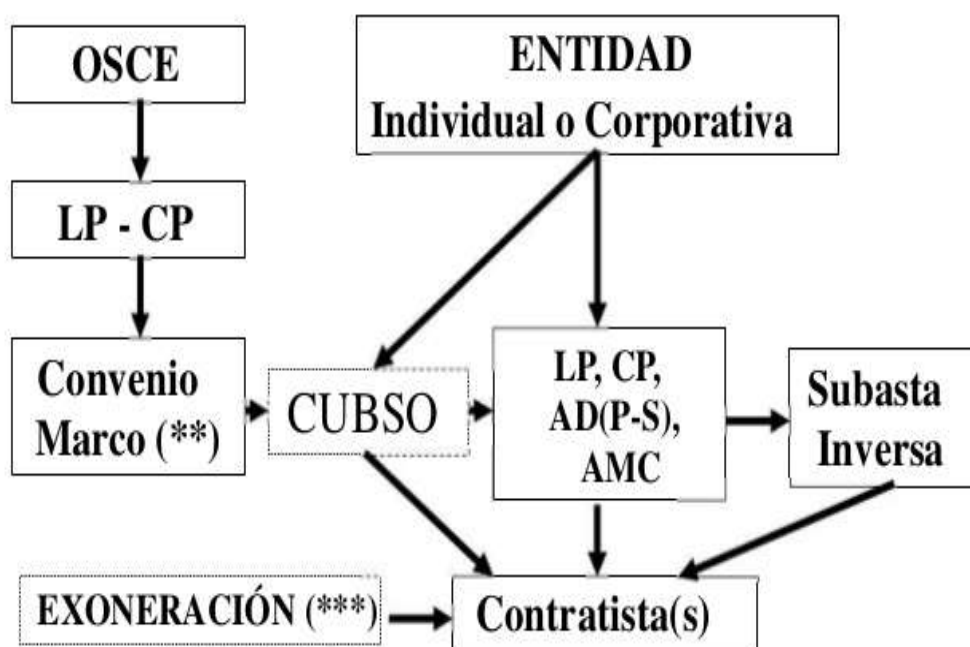 OSCE
ENTIDAD
Individual o Corporativa
LP - CP
Convenio
Marco (**)
CUBSO
LP, CP,
AD(P-S),
AMC
Subasta
Inversa
EXONERACIÓN (***)
Contratista(s)